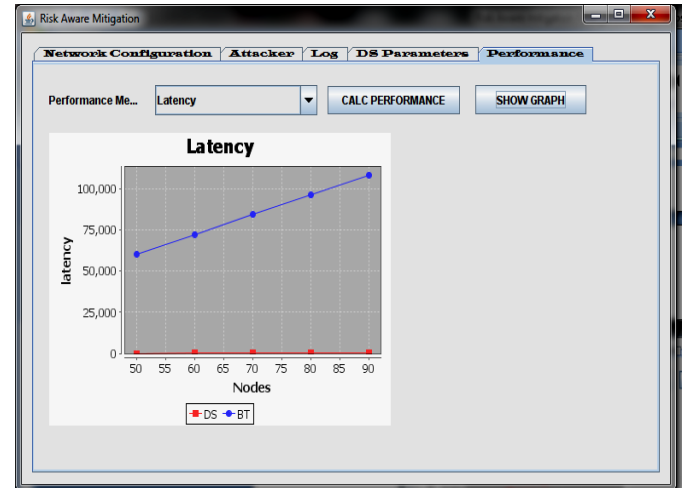 Risk Aware Mitigation
Network Configuration Attacker Log DS Parameters Performance
Performance Me... Latency CALC PERFORMANCE SHOW GRAPH
Latency
100,000
75,000
50,000
25,000
0
latency
50 55 60 65 70 75 80 85 90
Nodes
DS BT